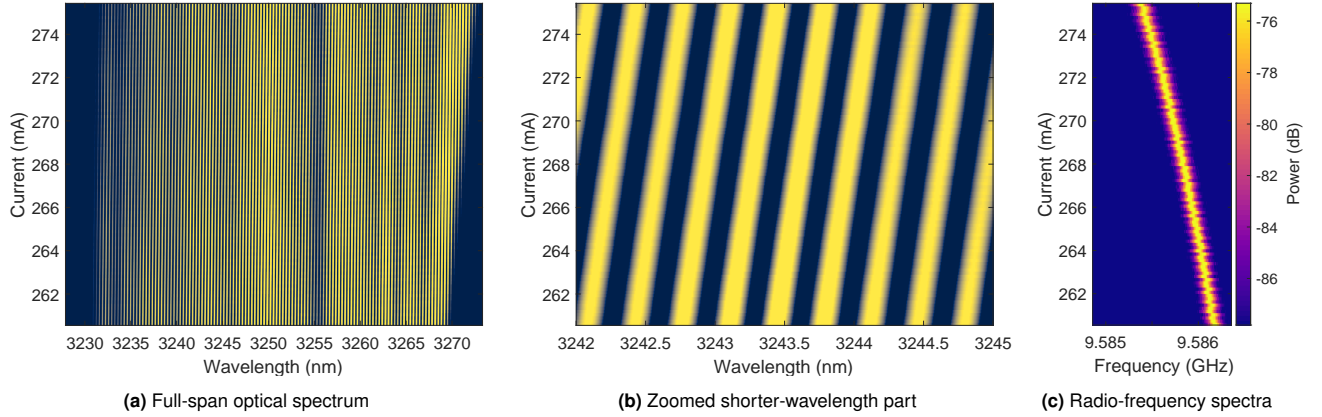 274
272
270
268
266
264
262
Current (mA)
3230 3235 3240 3245 3250 3255 3260 3265 3270
Wavelength (nm)
(a) Full-span optical spectrum
274
272
270
268
266
264
262
Current (mA)
3242 3242.5 3243 3243.5 3244 3244.5 3245
Wavelength (nm)
(b) Zoomed shorter-wavelength part
274
272
270
268
266
264
262
Current (mA)
9.585 9.586
Frequency (GHz)
-76
-78
-80
-82
-84
-86
Power (dB)
(c) Radio-frequency spectra